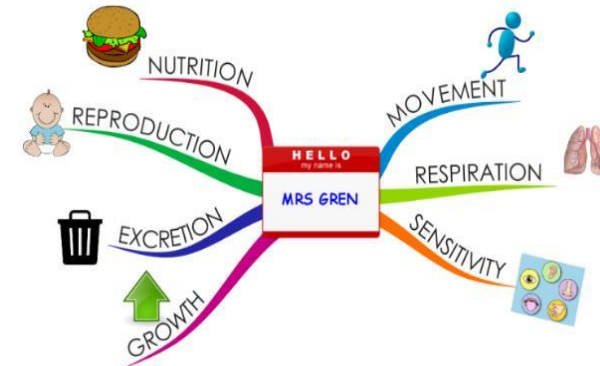 HELLO
my name is
MRS GREN
MOVEMENT
RESPIRATION
SENSITIVITY
GROWTH
EXCRETION
REPRODUCTION
NUTRITION